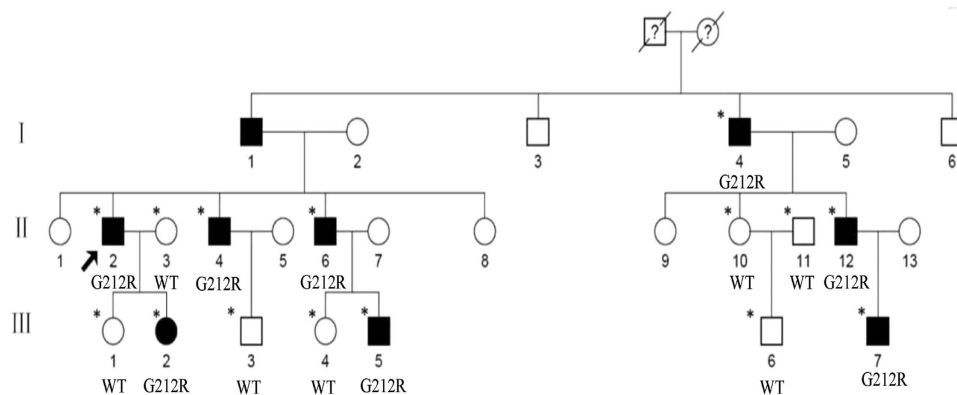 ? ?
I * *
1 2 3 4 5 6
G212R
II * * * * * * *
1 2 3 4 5 6 7 8 9 10 11 12 13
G212R WT G212R G212R WT WT G212R
III * * * * * * *
1 2 3 4 5 6 7
WT G212R WT WT G212R WT G212R